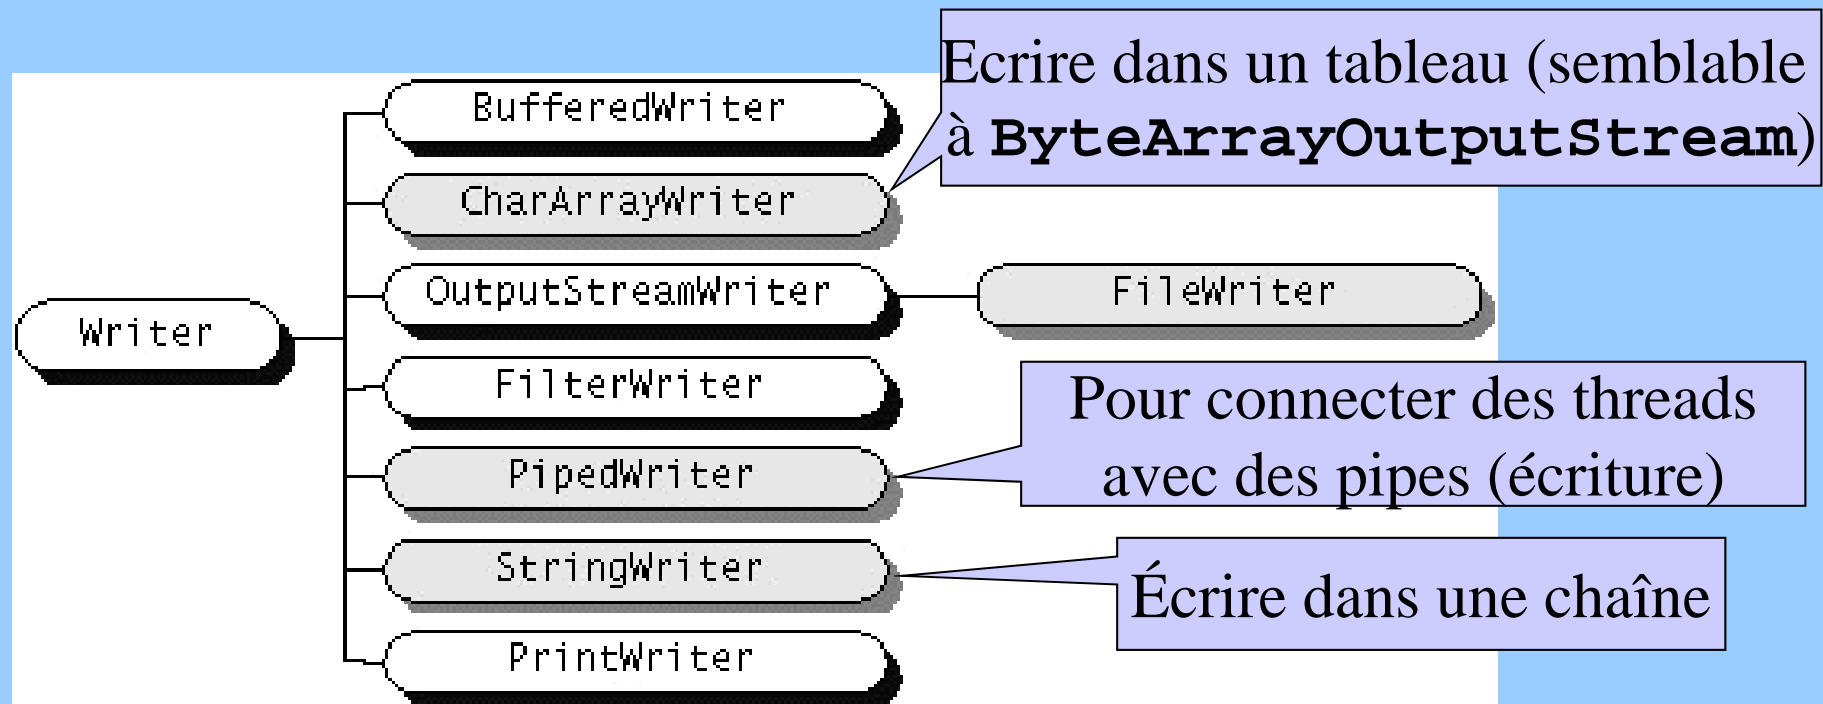 Ecrire dans un tableau (semblable
à ByteArrayOutputStream)
BufferedWriter
CharArrayWriter
OutputStreamWriter
FileWriter
Writer
FilterWriter
Pour connecter des threads
avec des pipes (écriture)
PipedWriter
StringWriter
Écrire dans une chaîne
PrintWriter